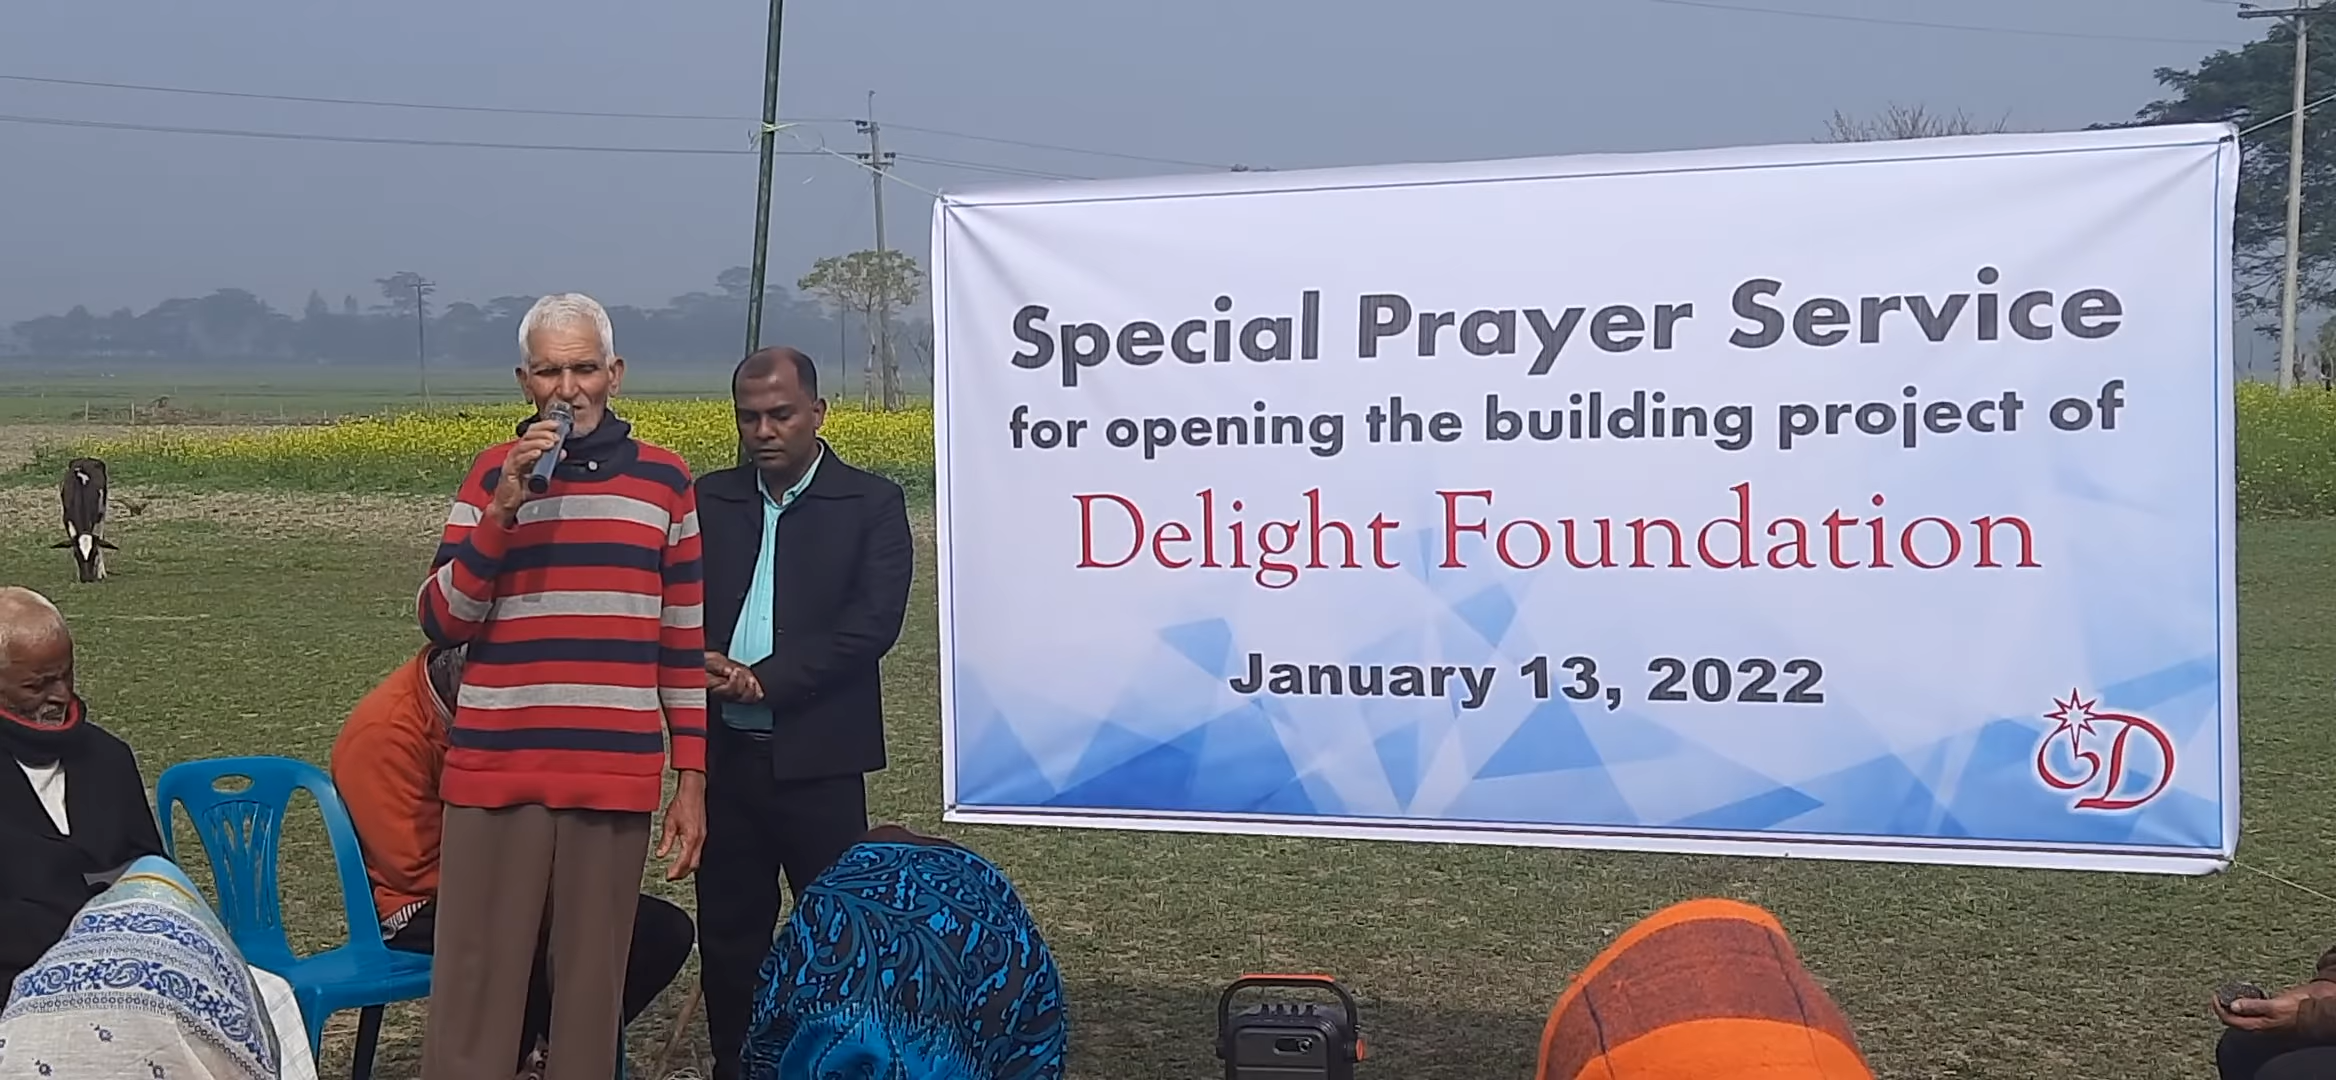 Special Prayer Service
for opening the building project of
Delight Foundation
January 13, 2022
D